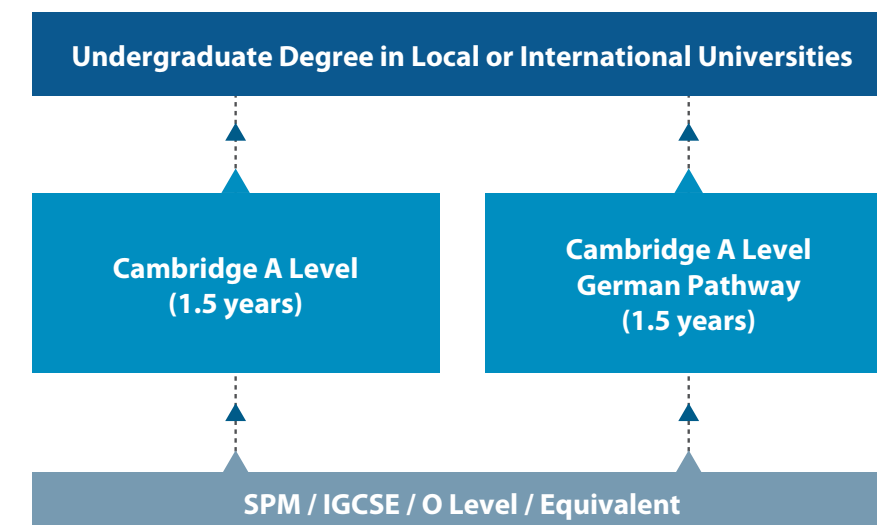 Undergraduate Degree in Local or International Universities
Cambridge A Level
(1.5 years)
Cambridge A Level
German Pathway
(1.5 years)
SPM / IGCSE / O Level / Equivalent